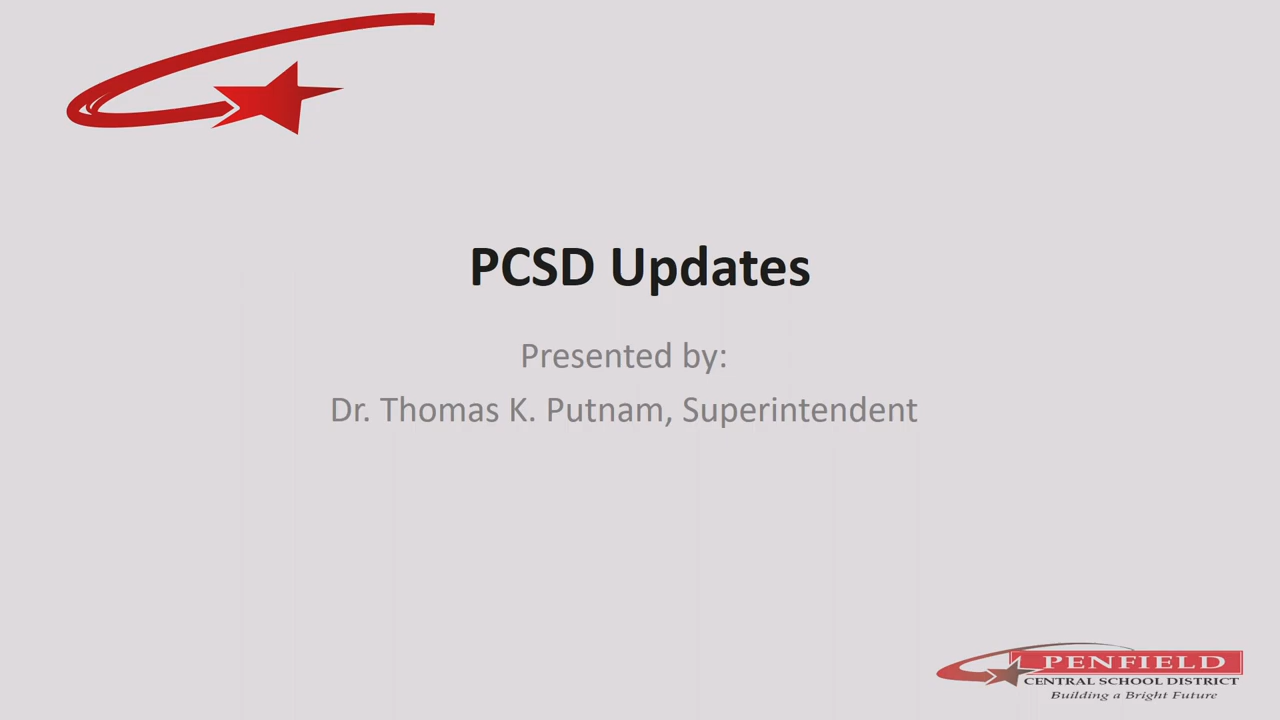 PCSD Updates
Presented by:
Dr. Thomas K. Putnam, Superintendent
PENFIELD
CENTRAL SCHOOL DISTRICT
Building a Bright Future